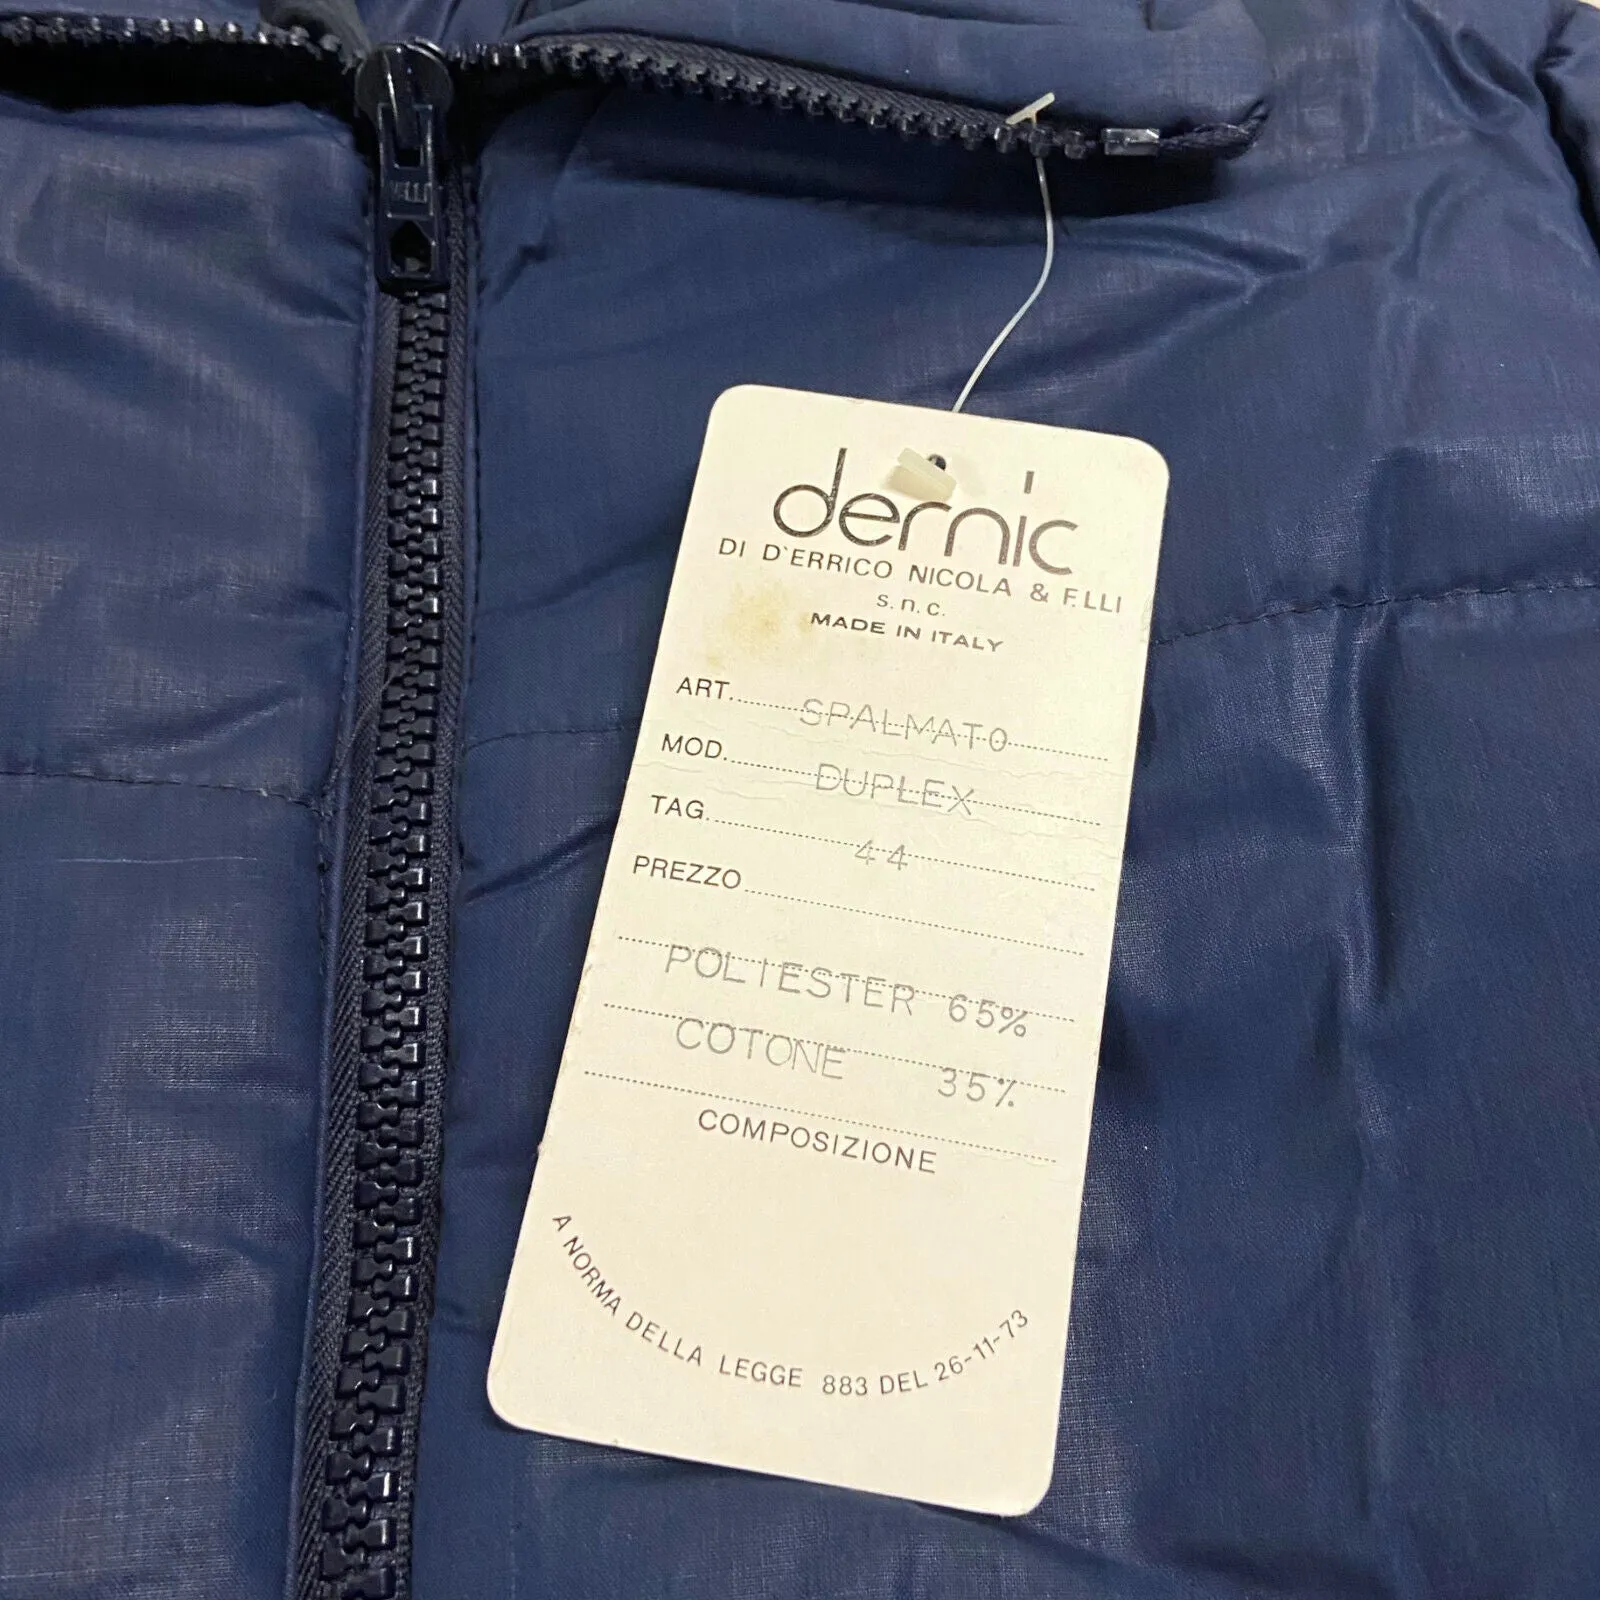 dernic
DI D'ERRICO NICOLA & F.LLI
s.n.c.
MADE IN ITALY
ART. SPALMATO
MOD. DUPLEX
TAG. 44
PREZZO
POLIESTER 65%
COTONE 35%
COMPOSIZIONE
A NORMA DELLA LEGGE 883 DEL 26-11-73